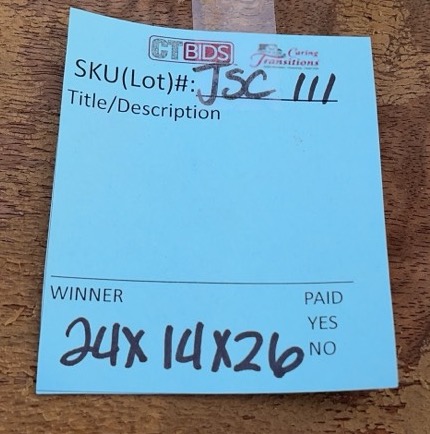 CTBIDS Caring Transitions
SKU(Lot)#: JSC 111
Title/Description
WINNER PAID
YES
24X14X26 NO